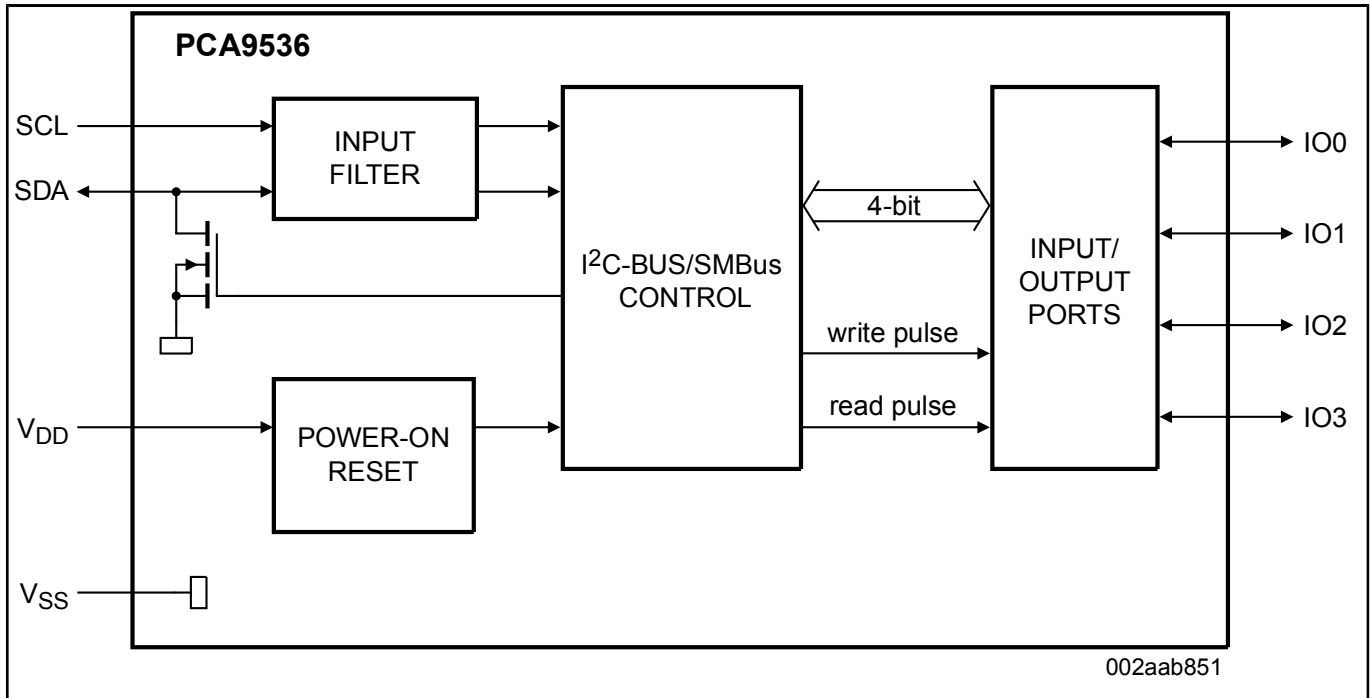 PCA9536
SCL
SDA
INPUT
FILTER
I²C-BUS/SMBus
CONTROL
4-bit
write pulse
read pulse
INPUT/
OUTPUT
PORTS
IO0
IO1
IO2
IO3
VDD
POWER-ON
RESET
VSS
002aab851